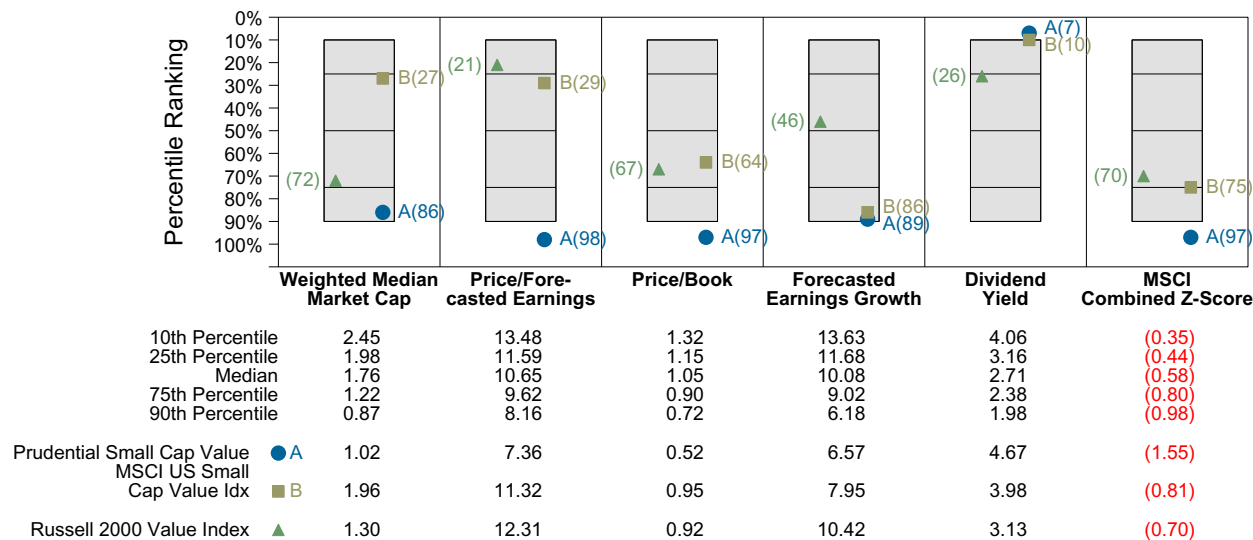 Percentile Ranking
0%
10%
20%
30%
40%
50%
60%
70%
80%
90%
100%
(72)
B(27)
A(86)
(21)
B(29)
A(98)
(67)
B(64)
A(97)
(46)
B(86)
A(89)
(26)
A(7)
B(10)
(70)
B(75)
A(97)
Weighted Median
Market Cap
Price/Fore-
casted Earnings
Price/Book
Forecasted
Earnings Growth
Dividend
Yield
MSCI
Combined Z-Score
10th Percentile 2.45 13.48 1.32 13.63 4.06 (0.35)
25th Percentile 1.98 11.59 1.15 11.68 3.16 (0.44)
Median 1.76 10.65 1.05 10.08 2.71 (0.58)
75th Percentile 1.22 9.62 0.90 9.02 2.38 (0.80)
90th Percentile 0.87 8.16 0.72 6.18 1.98 (0.98)
Prudential Small Cap Value A 1.02 7.36 0.52 6.57 4.67 (1.55)
MSCI US Small
Cap Value Idx B 1.96 11.32 0.95 7.95 3.98 (0.81)
Russell 2000 Value Index 1.30 12.31 0.92 10.42 3.13 (0.70)